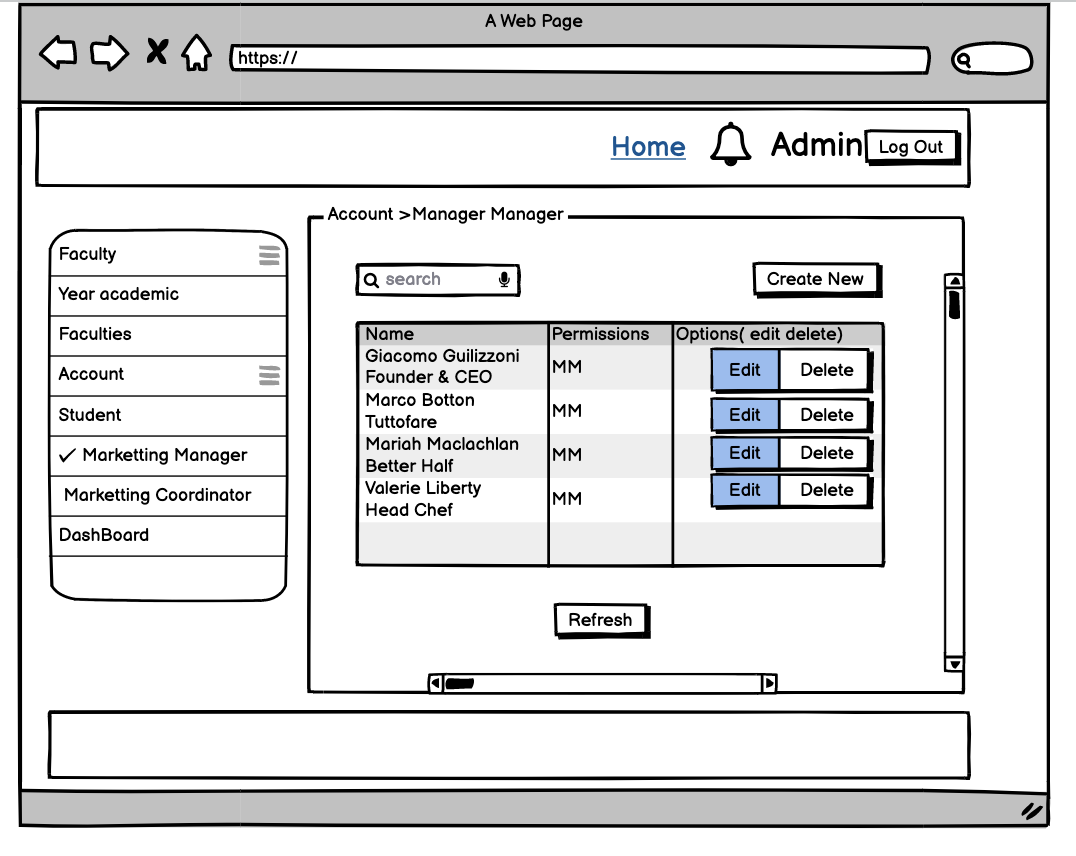 A Web Page
https://
Home
Admin
Log Out
Account >Manager Manager
Faculty
Year academic
Faculties
Account
Student
Marketting Manager
Marketting Coordinator
DashBoard
search
Create New
Name Permissions Options( edit delete)
Giacomo Guilizzoni
Founder & CEO
MM
Edit Delete
Marco Botton
Tuttofare
MM
Edit Delete
Mariah Maclachlan
Better Half
MM
Edit Delete
Valerie Liberty
Head Chef
MM
Edit Delete
Refresh